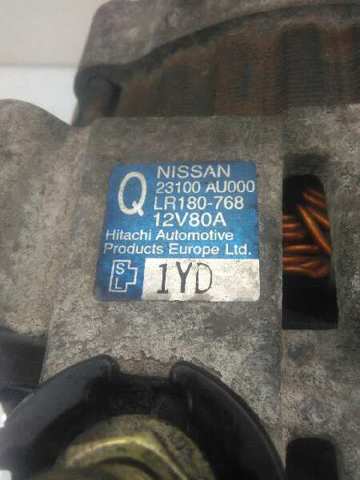 Q
NISSAN
23100 AU000
LR180-768
12V80A
Hitachi Automotive
Products Europe Ltd.
S
L
1YD